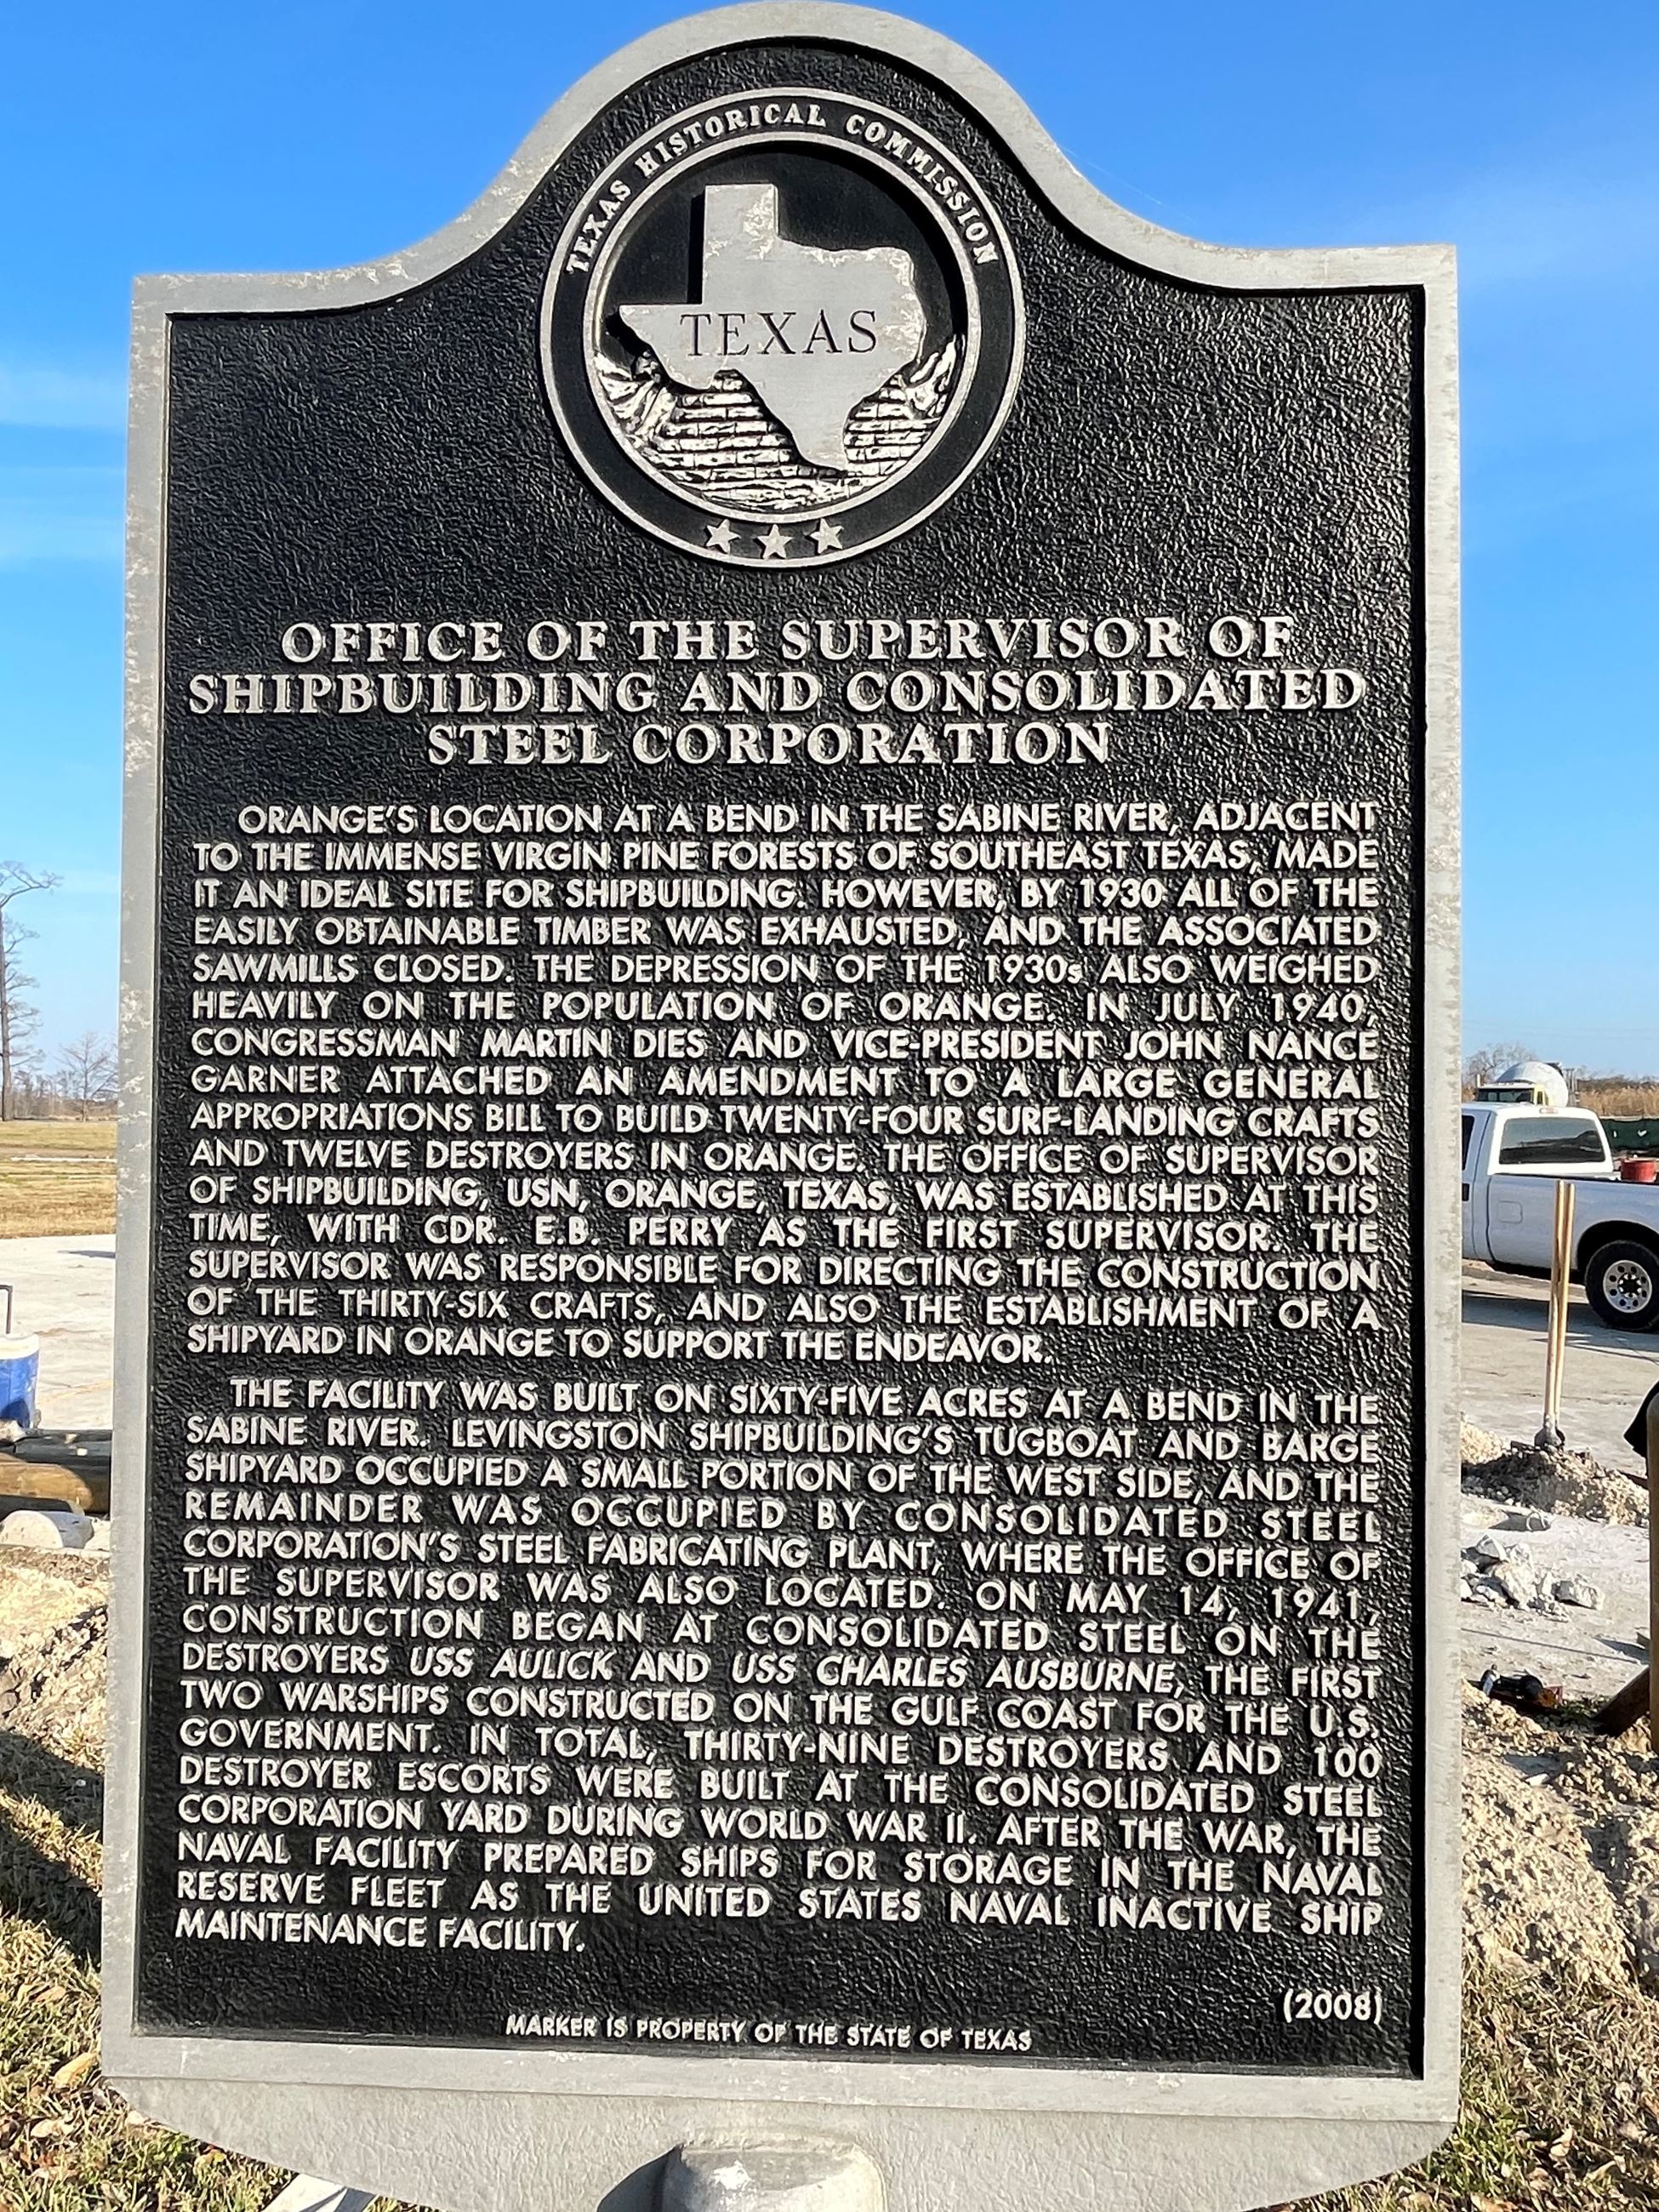 TEXAS HISTORICAL COMMISSION
TEXAS
OFFICE OF THE SUPERVISOR OF
SHIPBUILDING AND CONSOLIDATED
STEEL CORPORATION
ORANGE'S LOCATION AT A BEND IN THE SABINE RIVER, ADJACENT
TO THE IMMENSE VIRGIN PINE FORESTS OF SOUTHEAST TEXAS, MADE
IT AN IDEAL SITE FOR SHIPBUILDING. HOWEVER, BY 1930 ALL OF THE
EASILY OBTAINABLE TIMBER WAS EXHAUSTED, AND THE ASSOCIATED
SAWMILLS CLOSED. THE DEPRESSION OF THE 1930s ALSO WEIGHED
HEAVILY ON THE POPULATION OF ORANGE. IN JULY 1940,
CONGRESSMAN MARTIN DIES AND VICE-PRESIDENT JOHN NANCE
GARNER ATTACHED AN AMENDMENT TO A LARGE GENERAL
APPROPRIATIONS BILL TO BUILD TWENTY-FOUR SURF-LANDING CRAFTS
AND TWELVE DESTROYERS IN ORANGE. THE OFFICE OF SUPERVISOR
OF SHIPBUILDING, USN, ORANGE, TEXAS, WAS ESTABLISHED AT THIS
TIME, WITH CDR. E.B. PERRY AS THE FIRST SUPERVISOR. THE
SUPERVISOR WAS RESPONSIBLE FOR DIRECTING THE CONSTRUCTION
OF THE THIRTY-SIX CRAFTS, AND ALSO THE ESTABLISHMENT OF A
SHIPYARD IN ORANGE TO SUPPORT THE ENDEAVOR.
THE FACILITY WAS BUILT ON SIXTY-FIVE ACRES AT A BEND IN THE
SABINE RIVER. LEVINGSTON SHIPBUILDING'S TUGBOAT AND BARGE
SHIPYARD OCCUPIED A SMALL PORTION OF THE WEST SIDE, AND THE
REMAINDER WAS OCCUPIED BY CONSOLIDATED STEEL
CORPORATION'S STEEL FABRICATING PLANT, WHERE THE OFFICE OF
THE SUPERVISOR WAS ALSO LOCATED. ON MAY 14, 1941,
CONSTRUCTION BEGAN AT CONSOLIDATED STEEL ON THE
DESTROYERS USS AULICK AND USS CHARLES AUSBURNE, THE FIRST
TWO WARSHIPS CONSTRUCTED ON THE GULF COAST FOR THE U.S.
GOVERNMENT. IN TOTAL, THIRTY-NINE DESTROYERS AND 100
DESTROYER ESCORTS WERE BUILT AT THE CONSOLIDATED STEEL
CORPORATION YARD DURING WORLD WAR II. AFTER THE WAR, THE
NAVAL FACILITY PREPARED SHIPS FOR STORAGE IN THE NAVAL
RESERVE FLEET AS THE UNITED STATES NAVAL INACTIVE SHIP
MAINTENANCE FACILITY.
(2008)
MARKER IS PROPERTY OF THE STATE OF TEXAS